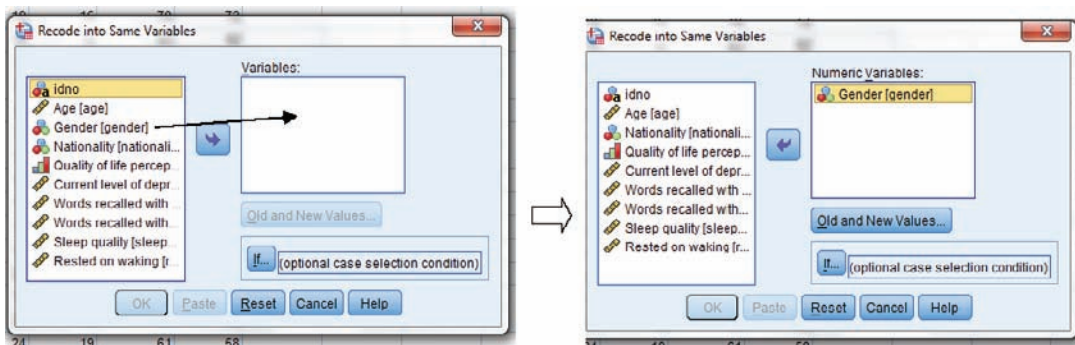 Recode into Same Variables
Variables:
idno
Age [age]
Gender [gender]
Nationality [nationali...
Quality of life percep...
Current level of depr...
Words recalled with ...
Words recalled with...
Sleep quality [sleep...
Rested on waking [r...
Old and New Values...
If... (optional case selection condition)
OK Paste Reset Cancel Help
24 19 61 58
Recode into Same Variables
Numeric Variables:
Gender [gender]
idno
Age [age]
Nationality [nationali...
Quality of life percep...
Current level of depr...
Words recalled with ...
Words recalled with...
Sleep quality [sleep...
Rested on waking [r...
Old and New Values...
If... (optional case selection condition)
OK Paste Reset Cancel Help